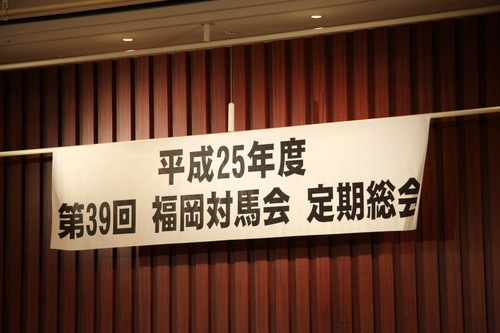 平成25年度
第39回 福岡対馬会 定期総会